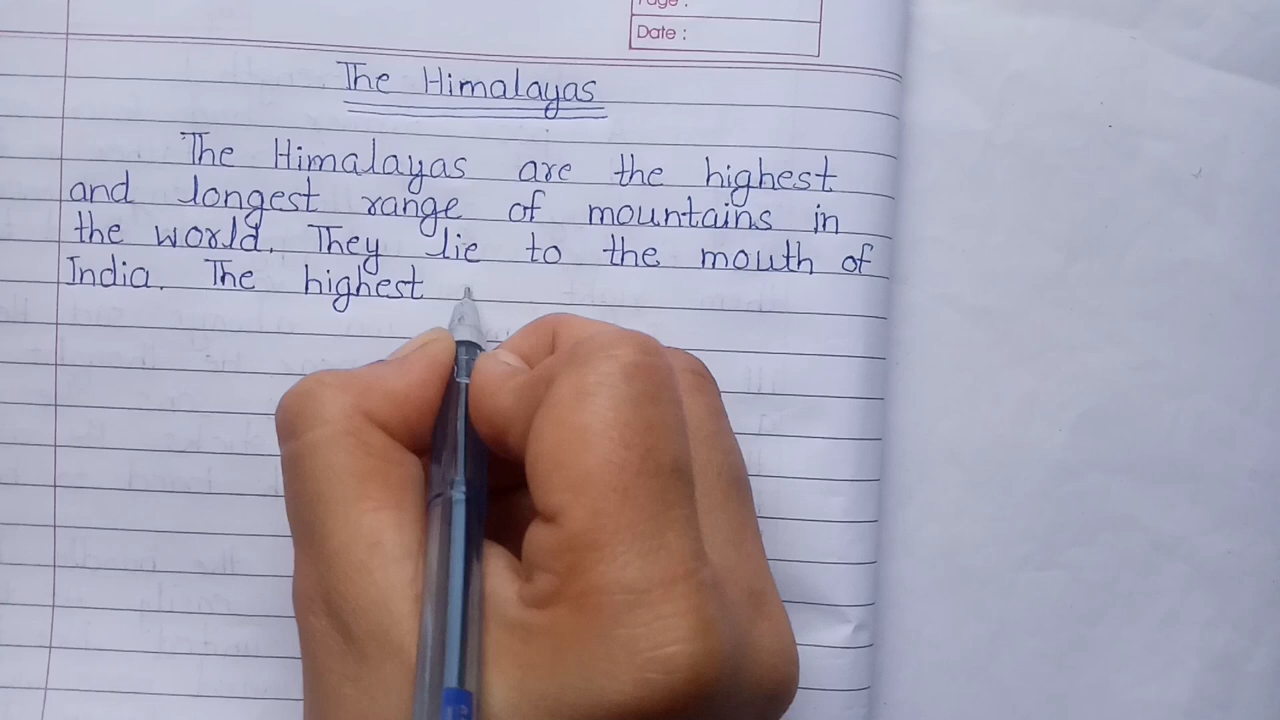 Page :
Date :
The Himalayas
The Himalayas are the highest
and longest range of mountains in
the world. They lie to the mouth of
India. The highest